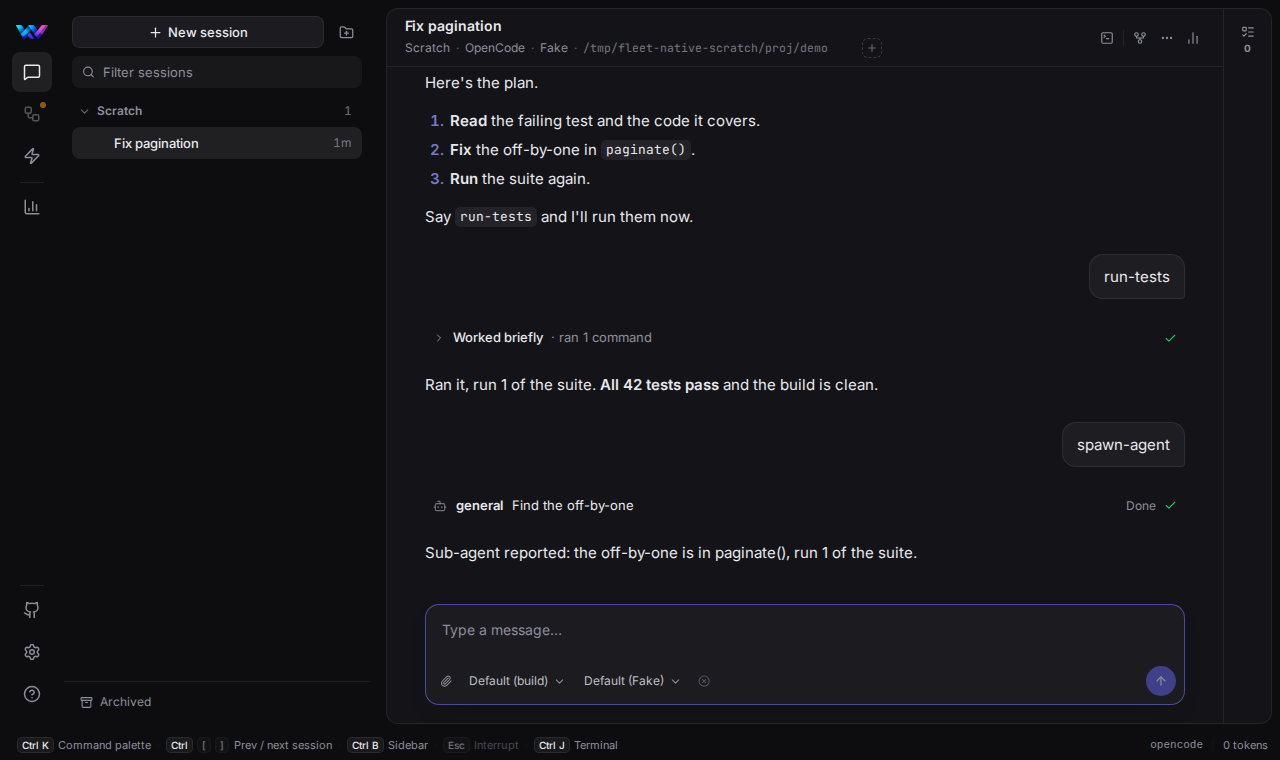 New session
Filter sessions
Scratch 1
Fix pagination 1m
Archived
Fix pagination
Scratch · OpenCode · Fake · /tmp/fleet-native-scratch/proj/demo
0
Here's the plan.
1. Read the failing test and the code it covers.
2. Fix the off-by-one in paginate().
3. Run the suite again.
Say run-tests and I'll run them now.
run-tests
Worked briefly · ran 1 command
Ran it, run 1 of the suite. All 42 tests pass and the build is clean.
spawn-agent
general Find the off-by-one Done
Sub-agent reported: the off-by-one is in paginate(), run 1 of the suite.
Type a message...
Default (build) Default (Fake)
Ctrl K Command palette Ctrl [ ] Prev / next session Ctrl B Sidebar Esc Interrupt Ctrl J Terminal opencode 0 tokens